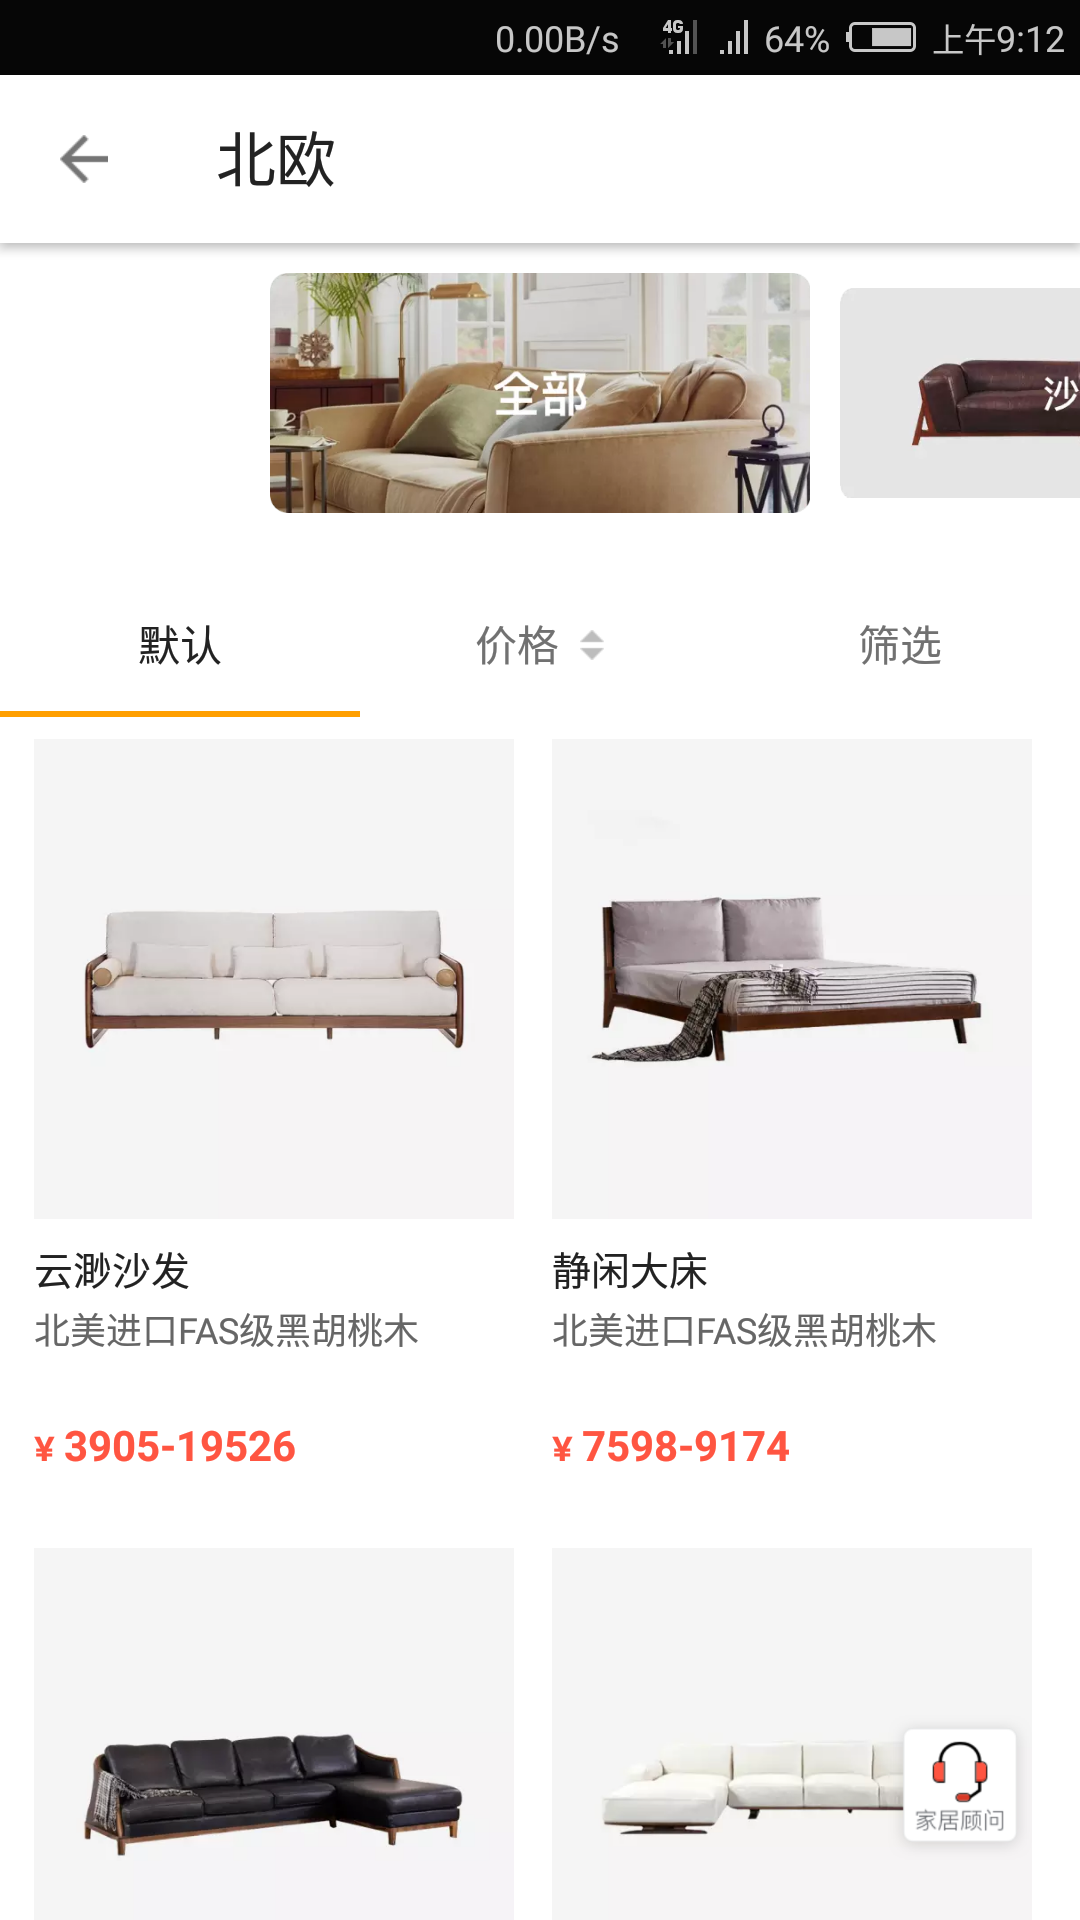 0.00B/s 4G 64% 上午9:12
北欧
全部
沙
默认
价格
筛选
云渺沙发
静闲大床
北美进口FAS级黑胡桃木
北美进口FAS级黑胡桃木
¥ 3905-19526
¥ 7598-9174
家居顾问